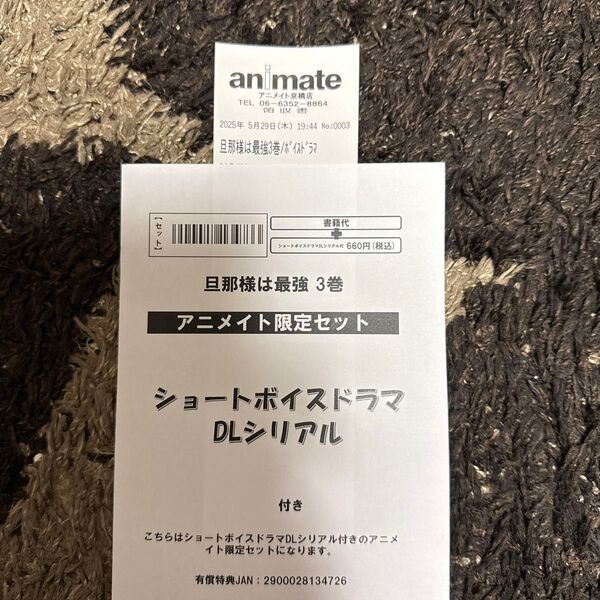 animate
アニメイト京橋店
TEL 06-6352-8864
領収書
2025年 5月29日(木) 19:44 No:0003
旦那様は最強3巻/ﾎﾞｲｽﾄﾞﾗﾏ
【セット】
書籍代
ショートボイスドラマDLシリアル代 660円(税込)
旦那様は最強 3巻
アニメイト限定セット
ショートボイスドラマ
DLシリアル
付き
こちらはショートボイスドラマDLシリアル付きのアニメ
イト限定セットになります。
有償特典JAN：2900028134726